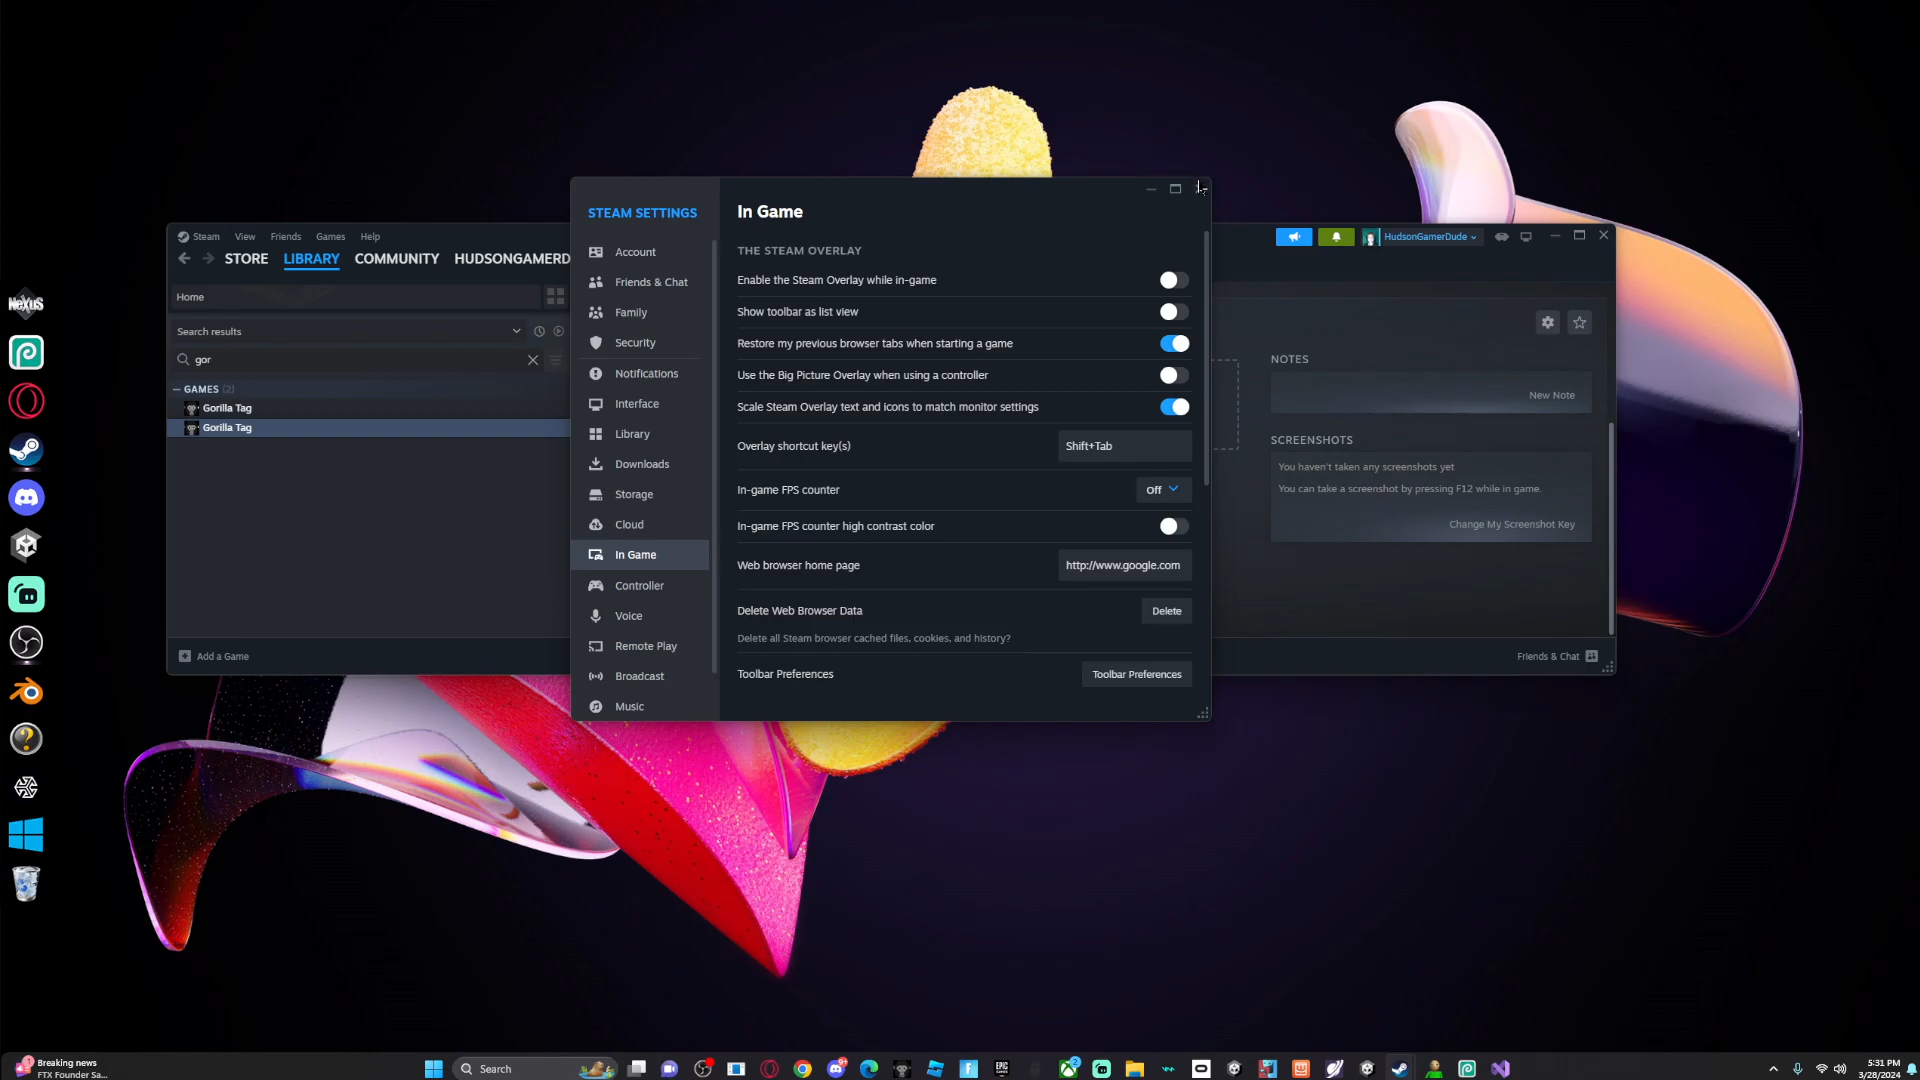 NeXUS
STEAM SETTINGS
Account
Friends & Chat
Family
Security
Notifications
Interface
Library
Downloads
Storage
Cloud
In Game
Controller
Voice
Remote Play
Broadcast
Music
In Game
THE STEAM OVERLAY
Enable the Steam Overlay while in-game
Show toolbar as list view
Restore my previous browser tabs when starting a game
Use the Big Picture Overlay when using a controller
Scale Steam Overlay text and icons to match monitor settings
Overlay shortcut key(s) Shift+Tab
In-game FPS counter Off
In-game FPS counter high contrast color
Web browser home page http://www.google.com
Delete Web Browser Data Delete
Delete all Steam browser cached files, cookies, and history?
Toolbar Preferences Toolbar Preferences
Steam View Friends Games Help
STORE LIBRARY COMMUNITY HUDSONGAMERD
Home
Search results
gor
GAMES (2)
Gorilla Tag
Gorilla Tag
Add a Game
HudsonGamerDude
NOTES
New Note
SCREENSHOTS
You haven't taken any screenshots yet
You can take a screenshot by pressing F12 while in game.
Change My Screenshot Key
Friends & Chat
1
Breaking news
FTX Founder Sa...
Search
9+
EPIC
2
5:31 PM
3/28/2024